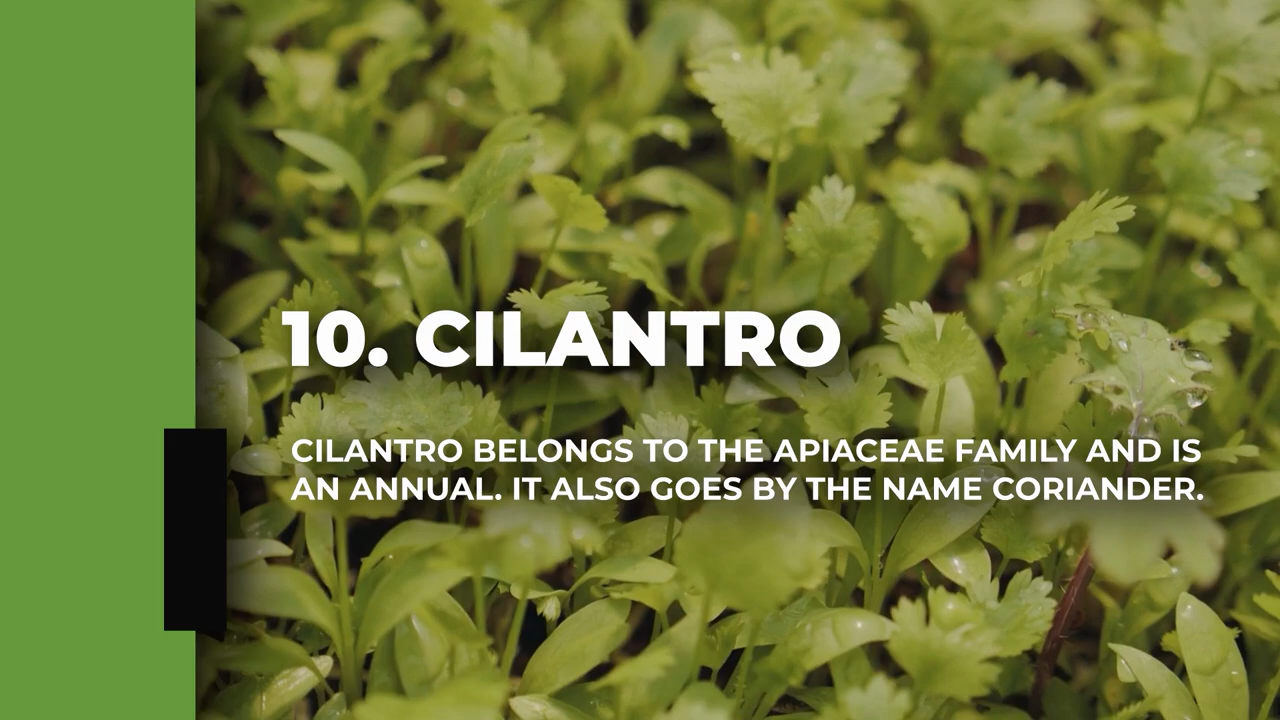 10. CILANTRO
CILANTRO BELONGS TO THE APIACEAE FAMILY AND IS
AN ANNUAL. IT ALSO GOES BY THE NAME CORIANDER.